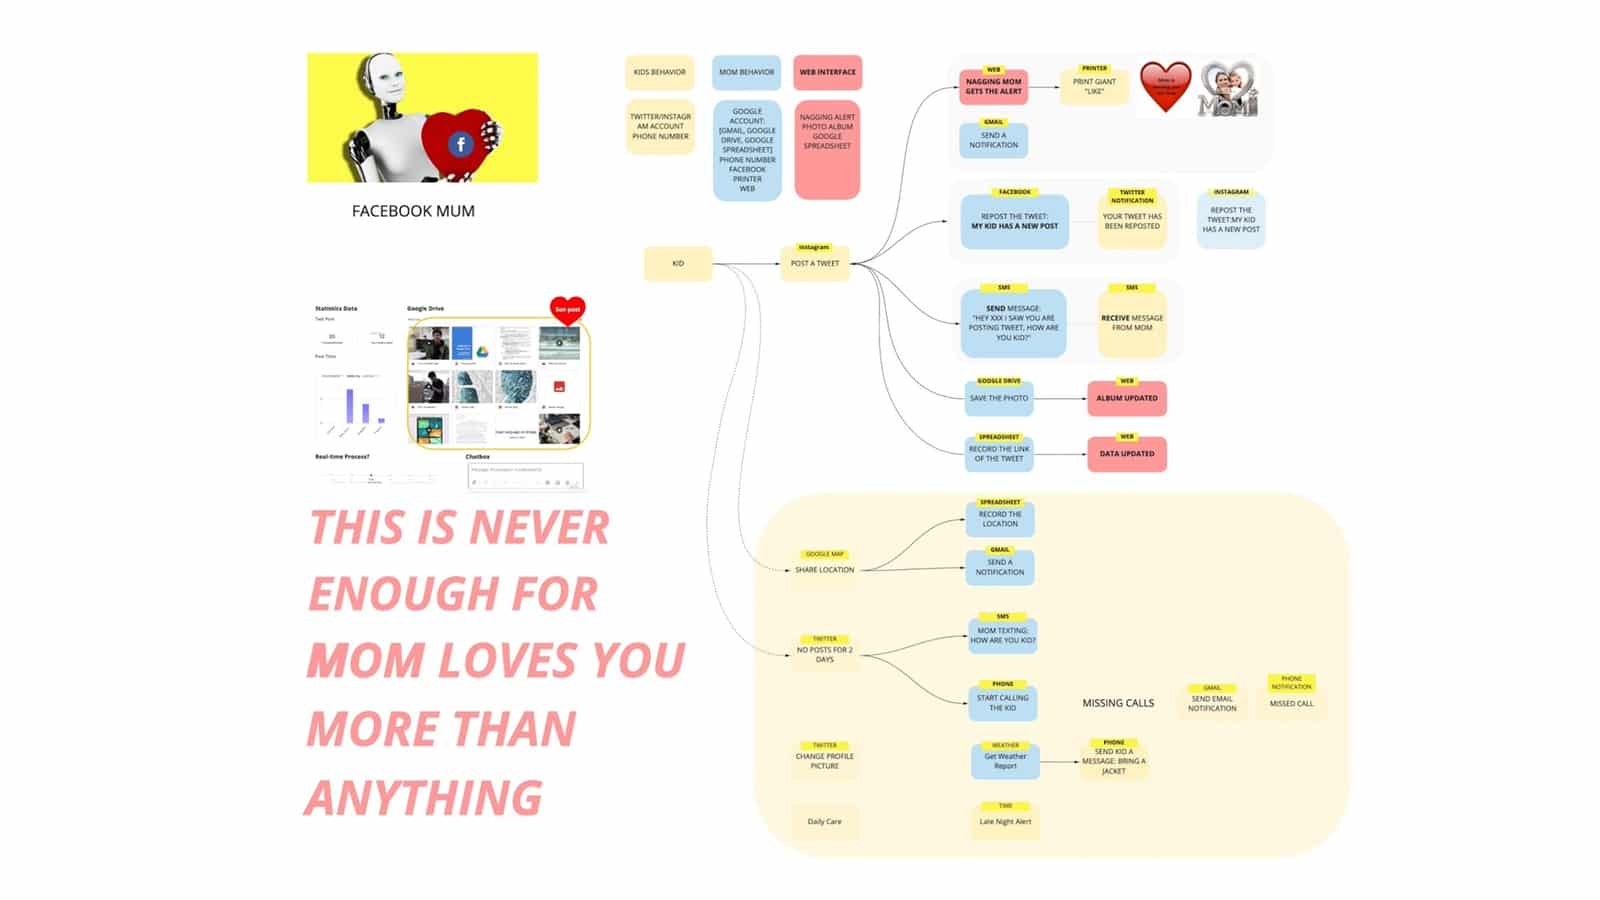 FACEBOOK MUM
KIDS BEHAVIOR
TWITTER/INSTAGR
AM ACCOUNT
PHONE NUMBER
MOM BEHAVIOR
GOOGLE
ACCOUNT:
[GMAIL, GOOGLE
DRIVE, GOOGLE
SPREADSHEET]
PHONE NUMBER
FACEBOOK
PRINTER
WEB
WEB INTERFACE
NAGGING ALERT
PHOTO ALBUM
GOOGLE
SPREADSHEET
KID
Instagram
POST A TWEET
WEB
NAGGING MOM
GETS THE ALERT
PRINTER
PRINT GIANT
"LIKE"
Mom
GMAIL
SEND A
NOTIFICATION
FACEBOOK
REPOST THE TWEET:
MY KID HAS A NEW POST
TWITTER
NOTIFICATION
YOUR TWEET HAS
BEEN REPOSTED
INSTAGRAM
REPOST THE
TWEET:MY KID
HAS A NEW POST
SMS
SEND MESSAGE:
"HEY XXX I SAW YOU ARE
POSTING TWEET, HOW ARE
YOU KID?"
SMS
RECEIVE MESSAGE
FROM MOM
GOOGLE DRIVE
SAVE THE PHOTO
WEB
ALBUM UPDATED
SPREADSHEET
RECORD THE LINK
OF THE TWEET
WEB
DATA UPDATED
Statistics Data
Google Drive
Son post
Real-time Process?
Chatbox
THIS IS NEVER
ENOUGH FOR
MOM LOVES YOU
MORE THAN
ANYTHING
GOOGLE MAP
SHARE LOCATION
SPREADSHEET
RECORD THE
LOCATION
GMAIL
SEND A
NOTIFICATION
TWITTER
NO POSTS FOR 2
DAYS
SMS
MOM TEXTING:
HOW ARE YOU KID?
PHONE
START CALLING
THE KID
MISSING CALLS
GMAIL
SEND EMAIL
NOTIFICATION
PHONE
NOTIFICATION
MISSED CALL
TWITTER
CHANGE PROFILE
PICTURE
WEATHER
Get Weather
Report
PHONE
SEND KID A
MESSAGE: BRING A
JACKET
Daily Care
TIME
Late Night Alert